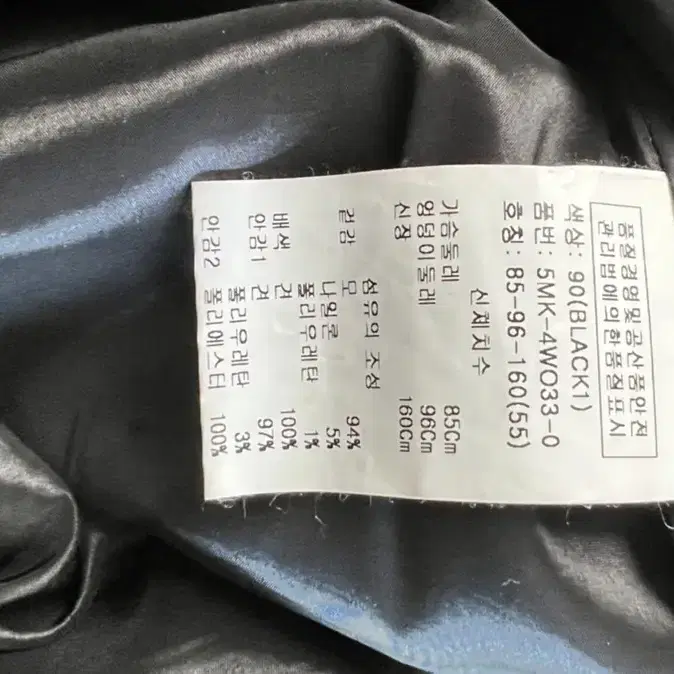 품질경영및공산품안전
관리법에의한품질표시
색상: 90(BLACK1)
품번: 5MK-4WO33-0
호칭: 85-96-160(55)
신체치수
가슴둘레 85Cm
엉덩이둘레 96Cm
신장 160Cm
섬유의 조성
겉감 모 94%
나일론 5%
폴리우레탄 1%
배색 견 100%
안감1 견 97%
폴리우레탄 3%
안감2 폴리에스터 100%